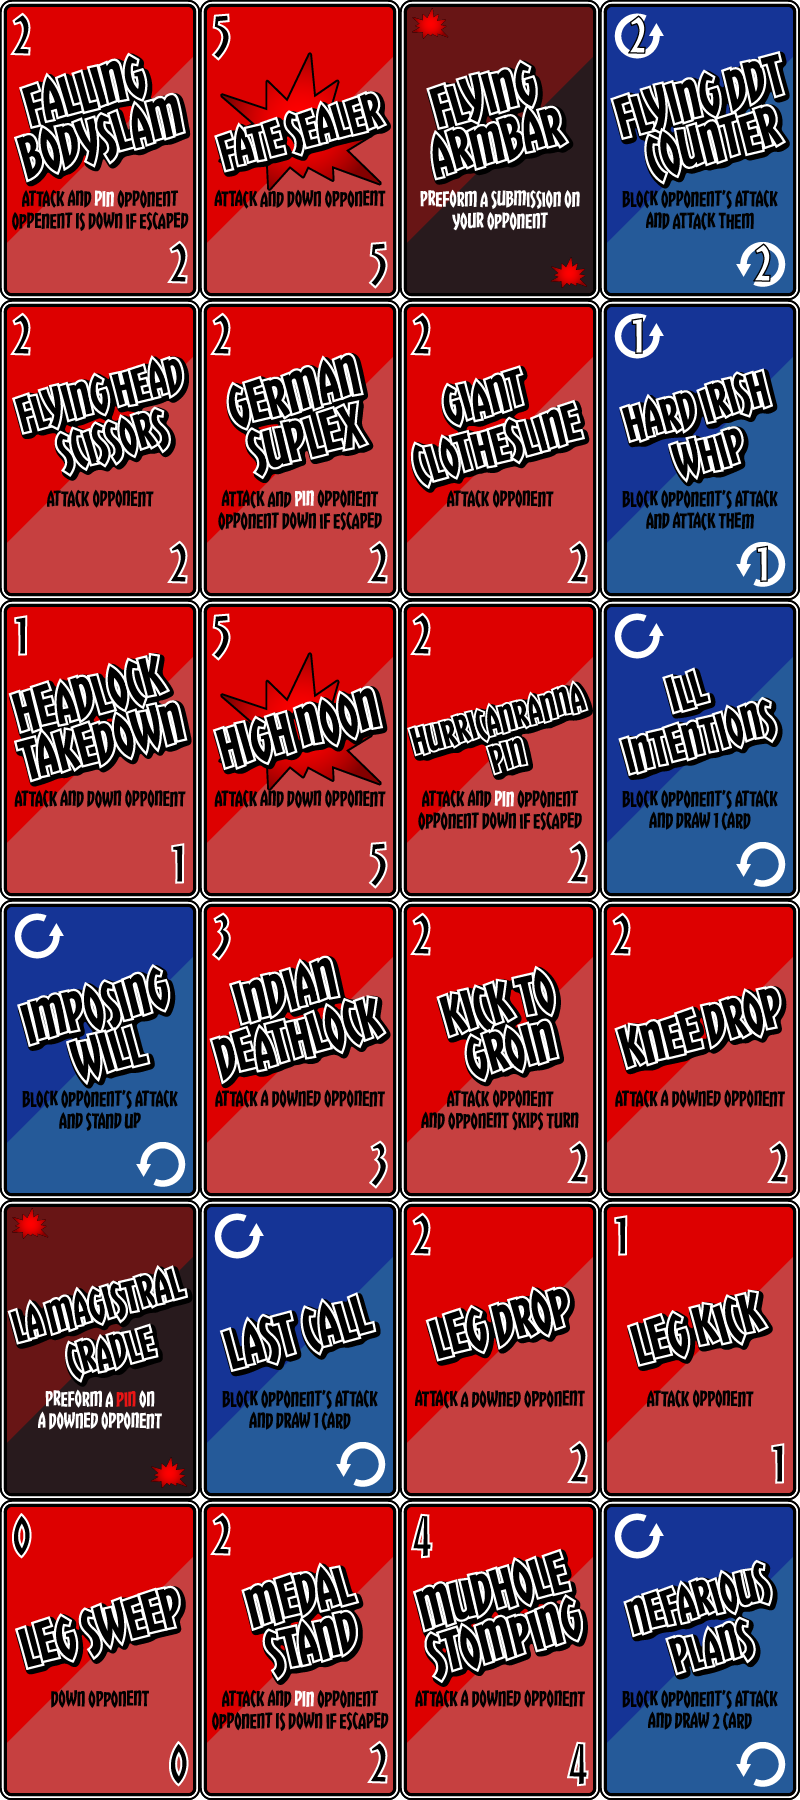 2
FALLING
BODYSLAM
ATTACK AND PIN OPPONENT
OPPENENT IS DOWN IF ESCAPED
2
5
FATE SEALER
ATTACK AND DOWN OPPONENT
5
FLYING
ARMBAR
PREFORM A SUBMISSION ON
YOUR OPPONENT
2
FLYING DDT
COUNTER
BLOCK OPPONENT'S ATTACK
AND ATTACK THEM
2
2
FLYING HEAD
SCISSORS
ATTACK OPPONENT
2
2
GERMAN
SUPLEX
ATTACK AND PIN OPPONENT
OPPONENT DOWN IF ESCAPED
2
2
GIANT
CLOTHESLINE
ATTACK OPPONENT
2
1
HARD IRISH
WHIP
BLOCK OPPONENT'S ATTACK
AND ATTACK THEM
1
1
HEADLOCK
TAKEDOWN
ATTACK AND DOWN OPPONENT
1
5
HIGH NOON
ATTACK AND DOWN OPPONENT
5
2
HURRICANRANNA
PIN
ATTACK AND PIN OPPONENT
OPPONENT DOWN IF ESCAPED
2
ILL
INTENTIONS
BLOCK OPPONENT'S ATTACK
AND DRAW 1 CARD
IMPOSING
WILL
BLOCK OPPONENT'S ATTACK
AND STAND UP
3
INDIAN
DEATHLOCK
ATTACK A DOWNED OPPONENT
3
2
KICK TO
GROIN
ATTACK OPPONENT
AND OPPONENT SKIPS TURN
2
2
KNEE DROP
ATTACK A DOWNED OPPONENT
2
LA MAGISTRAL
CRADLE
PREFORM A PIN ON
A DOWNED OPPONENT
LAST CALL
BLOCK OPPONENT'S ATTACK
AND DRAW 1 CARD
2
LEG DROP
ATTACK A DOWNED OPPONENT
2
1
LEG KICK
ATTACK OPPONENT
1
0
LEG SWEEP
DOWN OPPONENT
0
2
MEDAL
STAND
ATTACK AND PIN OPPONENT
OPPONENT IS DOWN IF ESCAPED
2
4
MUDHOLE
STOMPING
ATTACK A DOWNED OPPONENT
4
NEFARIOUS
PLANS
BLOCK OPPONENT'S ATTACK
AND DRAW 2 CARD